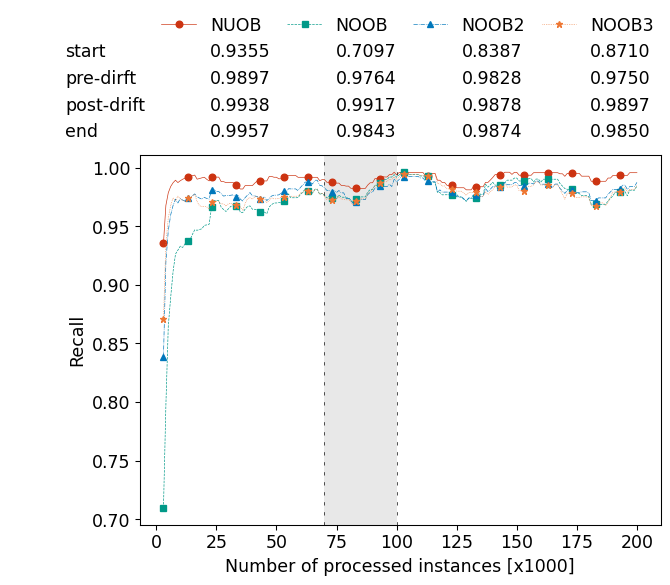 NUOB NOOB NOOB2 NOOB3
start 0.9355 0.7097 0.8387 0.8710
pre-dirft 0.9897 0.9764 0.9828 0.9750
post-drift 0.9938 0.9917 0.9878 0.9897
end 0.9957 0.9843 0.9874 0.9850
1.00
0.95
0.90
0.85
0.80
0.75
0.70
Recall
0 25 50 75 100 125 150 175 200
Number of processed instances [x1000]